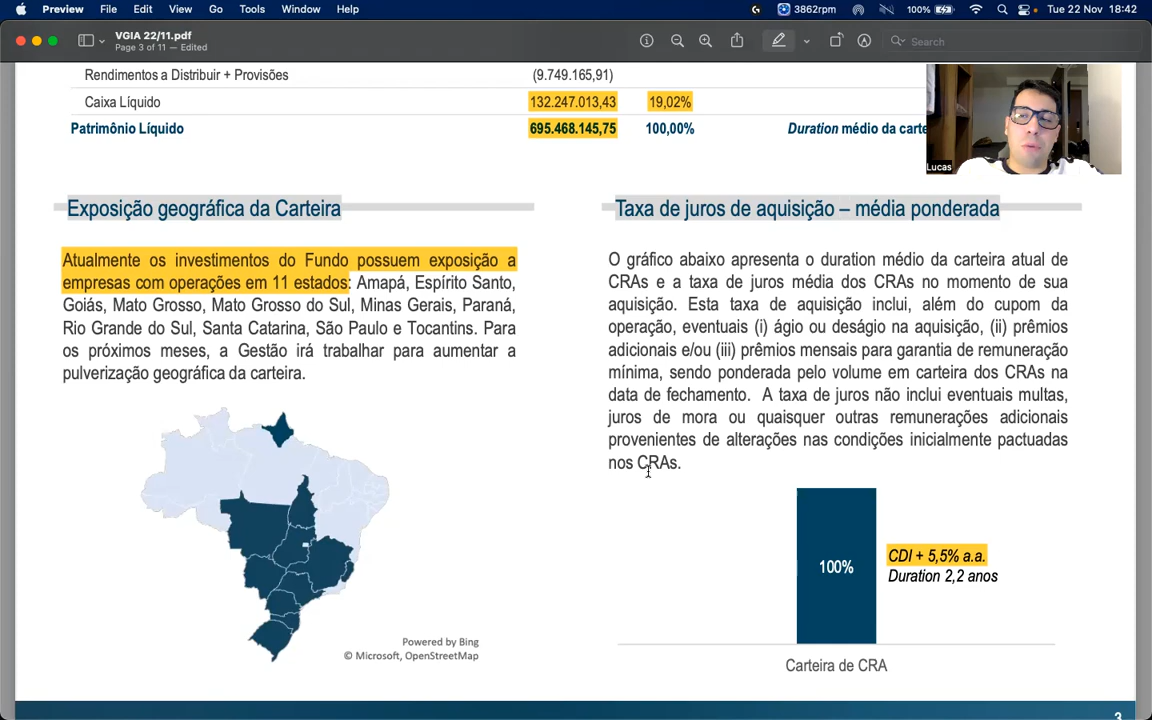 Preview File Edit View Go Tools Window Help 3862rpm 100% Tue 22 Nov 18:42
VGIA 22/11.pdf
Page 3 of 11 — Edited
Search
Rendimentos a Distribuir + Provisões (9.749.165,91)
Caixa Líquido 132.247.013,43 19,02%
Patrimônio Líquido 695.468.145,75 100,00% Duration médio da carte
Lucas
Exposição geográfica da Carteira
Atualmente os investimentos do Fundo possuem exposição a
empresas com operações em 11 estados: Amapá, Espírito Santo,
Goiás, Mato Grosso, Mato Grosso do Sul, Minas Gerais, Paraná,
Rio Grande do Sul, Santa Catarina, São Paulo e Tocantins. Para
os próximos meses, a Gestão irá trabalhar para aumentar a
pulverização geográfica da carteira.
Powered by Bing
© Microsoft, OpenStreetMap
Taxa de juros de aquisição – média ponderada
O gráfico abaixo apresenta o duration médio da carteira atual de
CRAs e a taxa de juros média dos CRAs no momento de sua
aquisição. Esta taxa de aquisição inclui, além do cupom da
operação, eventuais (i) ágio ou deságio na aquisição, (ii) prêmios
adicionais e/ou (iii) prêmios mensais para garantia de remuneração
mínima, sendo ponderada pelo volume em carteira dos CRAs na
data de fechamento. A taxa de juros não inclui eventuais multas,
juros de mora ou quaisquer outras remunerações adicionais
provenientes de alterações nas condições inicialmente pactuadas
nos CRAs.
100%
CDI + 5,5% a.a.
Duration 2,2 anos
Carteira de CRA
3